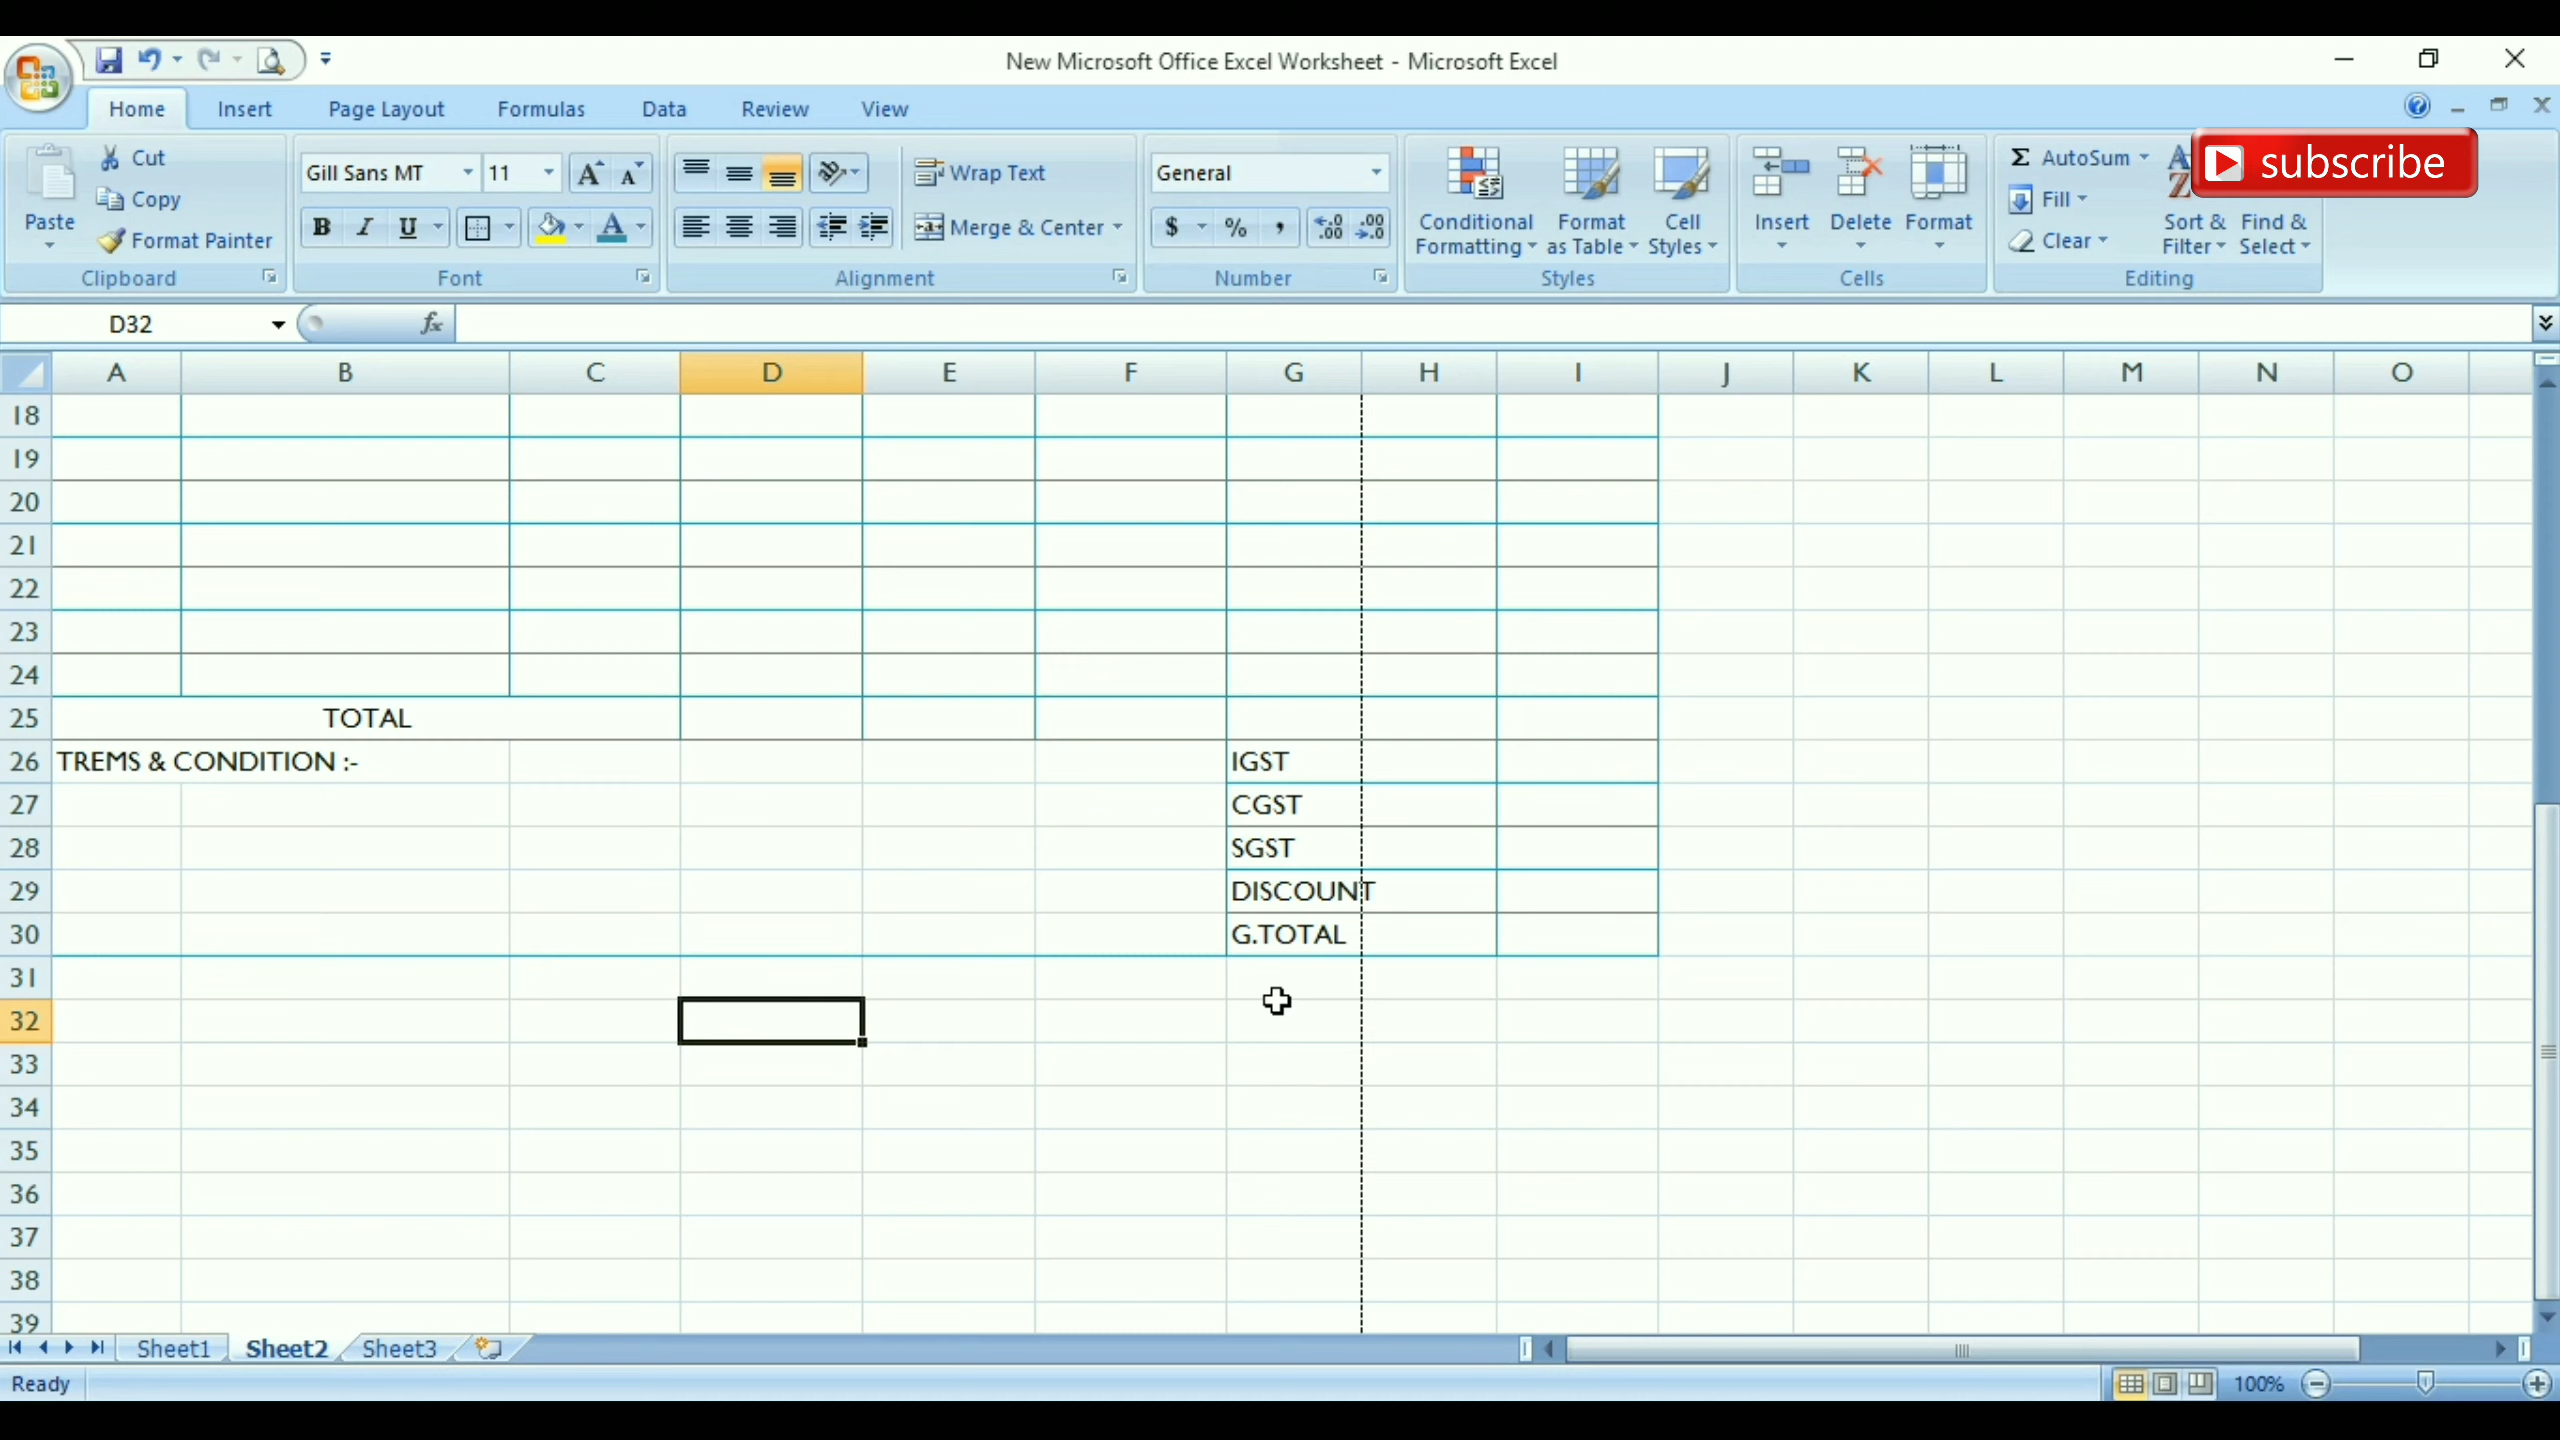 New Microsoft Office Excel Worksheet - Microsoft Excel
Home Insert Page Layout Formulas Data Review View
subscribe
Paste
Cut
Copy
Format Painter
Clipboard
Gill Sans MT 11
B I U
Font
Wrap Text
Merge & Center
Alignment
General
$ % ,
Number
Conditional Formatting
Format as Table
Cell Styles
Styles
Insert Delete Format
Cells
Σ AutoSum
Fill
Clear
Sort & Filter
Find & Select
Editing
D32
fx
A B C D E F G H I J K L M N O
18
19
20
21
22
23
24
25 TOTAL
26 TREMS & CONDITION :- IGST
27 CGST
28 SGST
29 DISCOUNT
30 G.TOTAL
31
32
33
34
35
36
37
38
39
Sheet1 Sheet2 Sheet3
Ready 100%